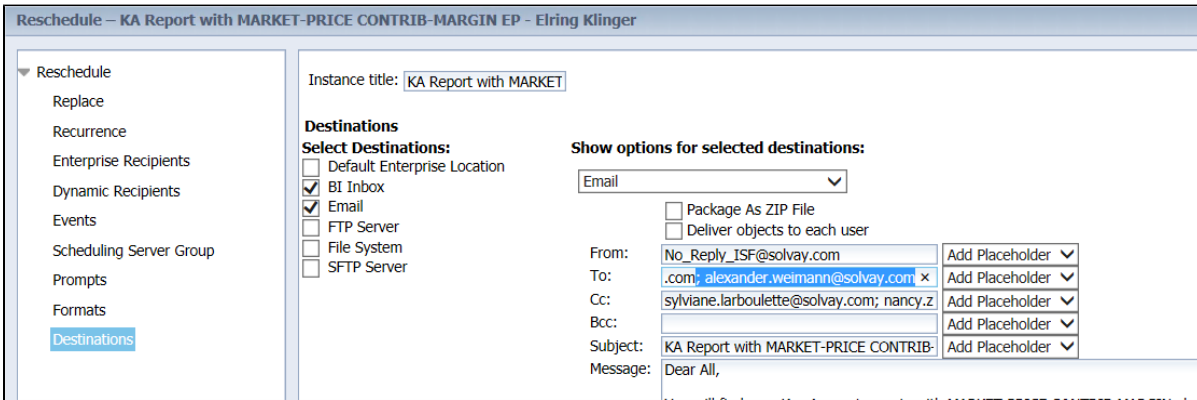 Reschedule – KA Report with MARKET-PRICE CONTRIB-MARGIN EP - Elring Klinger
Reschedule
Replace
Recurrence
Enterprise Recipients
Dynamic Recipients
Events
Scheduling Server Group
Prompts
Formats
Destinations
Instance title: KA Report with MARKET
Destinations
Select Destinations:
Default Enterprise Location
BI Inbox
Email
FTP Server
File System
SFTP Server
Show options for selected destinations:
Email
Package As ZIP File
Deliver objects to each user
From: No_Reply_ISF@solvay.com Add Placeholder
To: .com; alexander.weimann@solvay.com × Add Placeholder
Cc: sylviane.larboulette@solvay.com; nancy.z Add Placeholder
Bcc: Add Placeholder
Subject: KA Report with MARKET-PRICE CONTRIB- Add Placeholder
Message: Dear All,